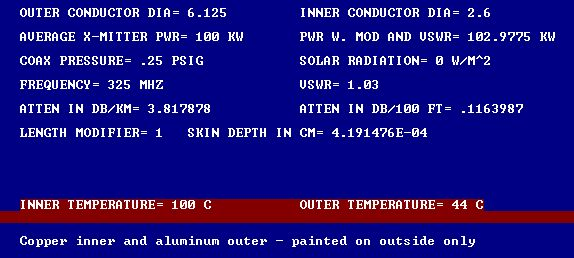 OUTER CONDUCTOR DIA= 6.125 INNER CONDUCTOR DIA= 2.6
AVERAGE X-MITTER PWR= 100 KW PWR W. MOD AND VSWR= 102.9775 KW
COAX PRESSURE= .25 PSIG SOLAR RADIATION= 0 W/M^2
FREQUENCY= 325 MHZ VSWR= 1.03
ATTEN IN DB/KM= 3.817878 ATTEN IN DB/100 FT= .1163987
LENGTH MODIFIER= 1 SKIN DEPTH IN CM= 4.191476E-04
INNER TEMPERATURE= 100 C OUTER TEMPERATURE= 44 C
Copper inner and aluminum outer - painted on outside only